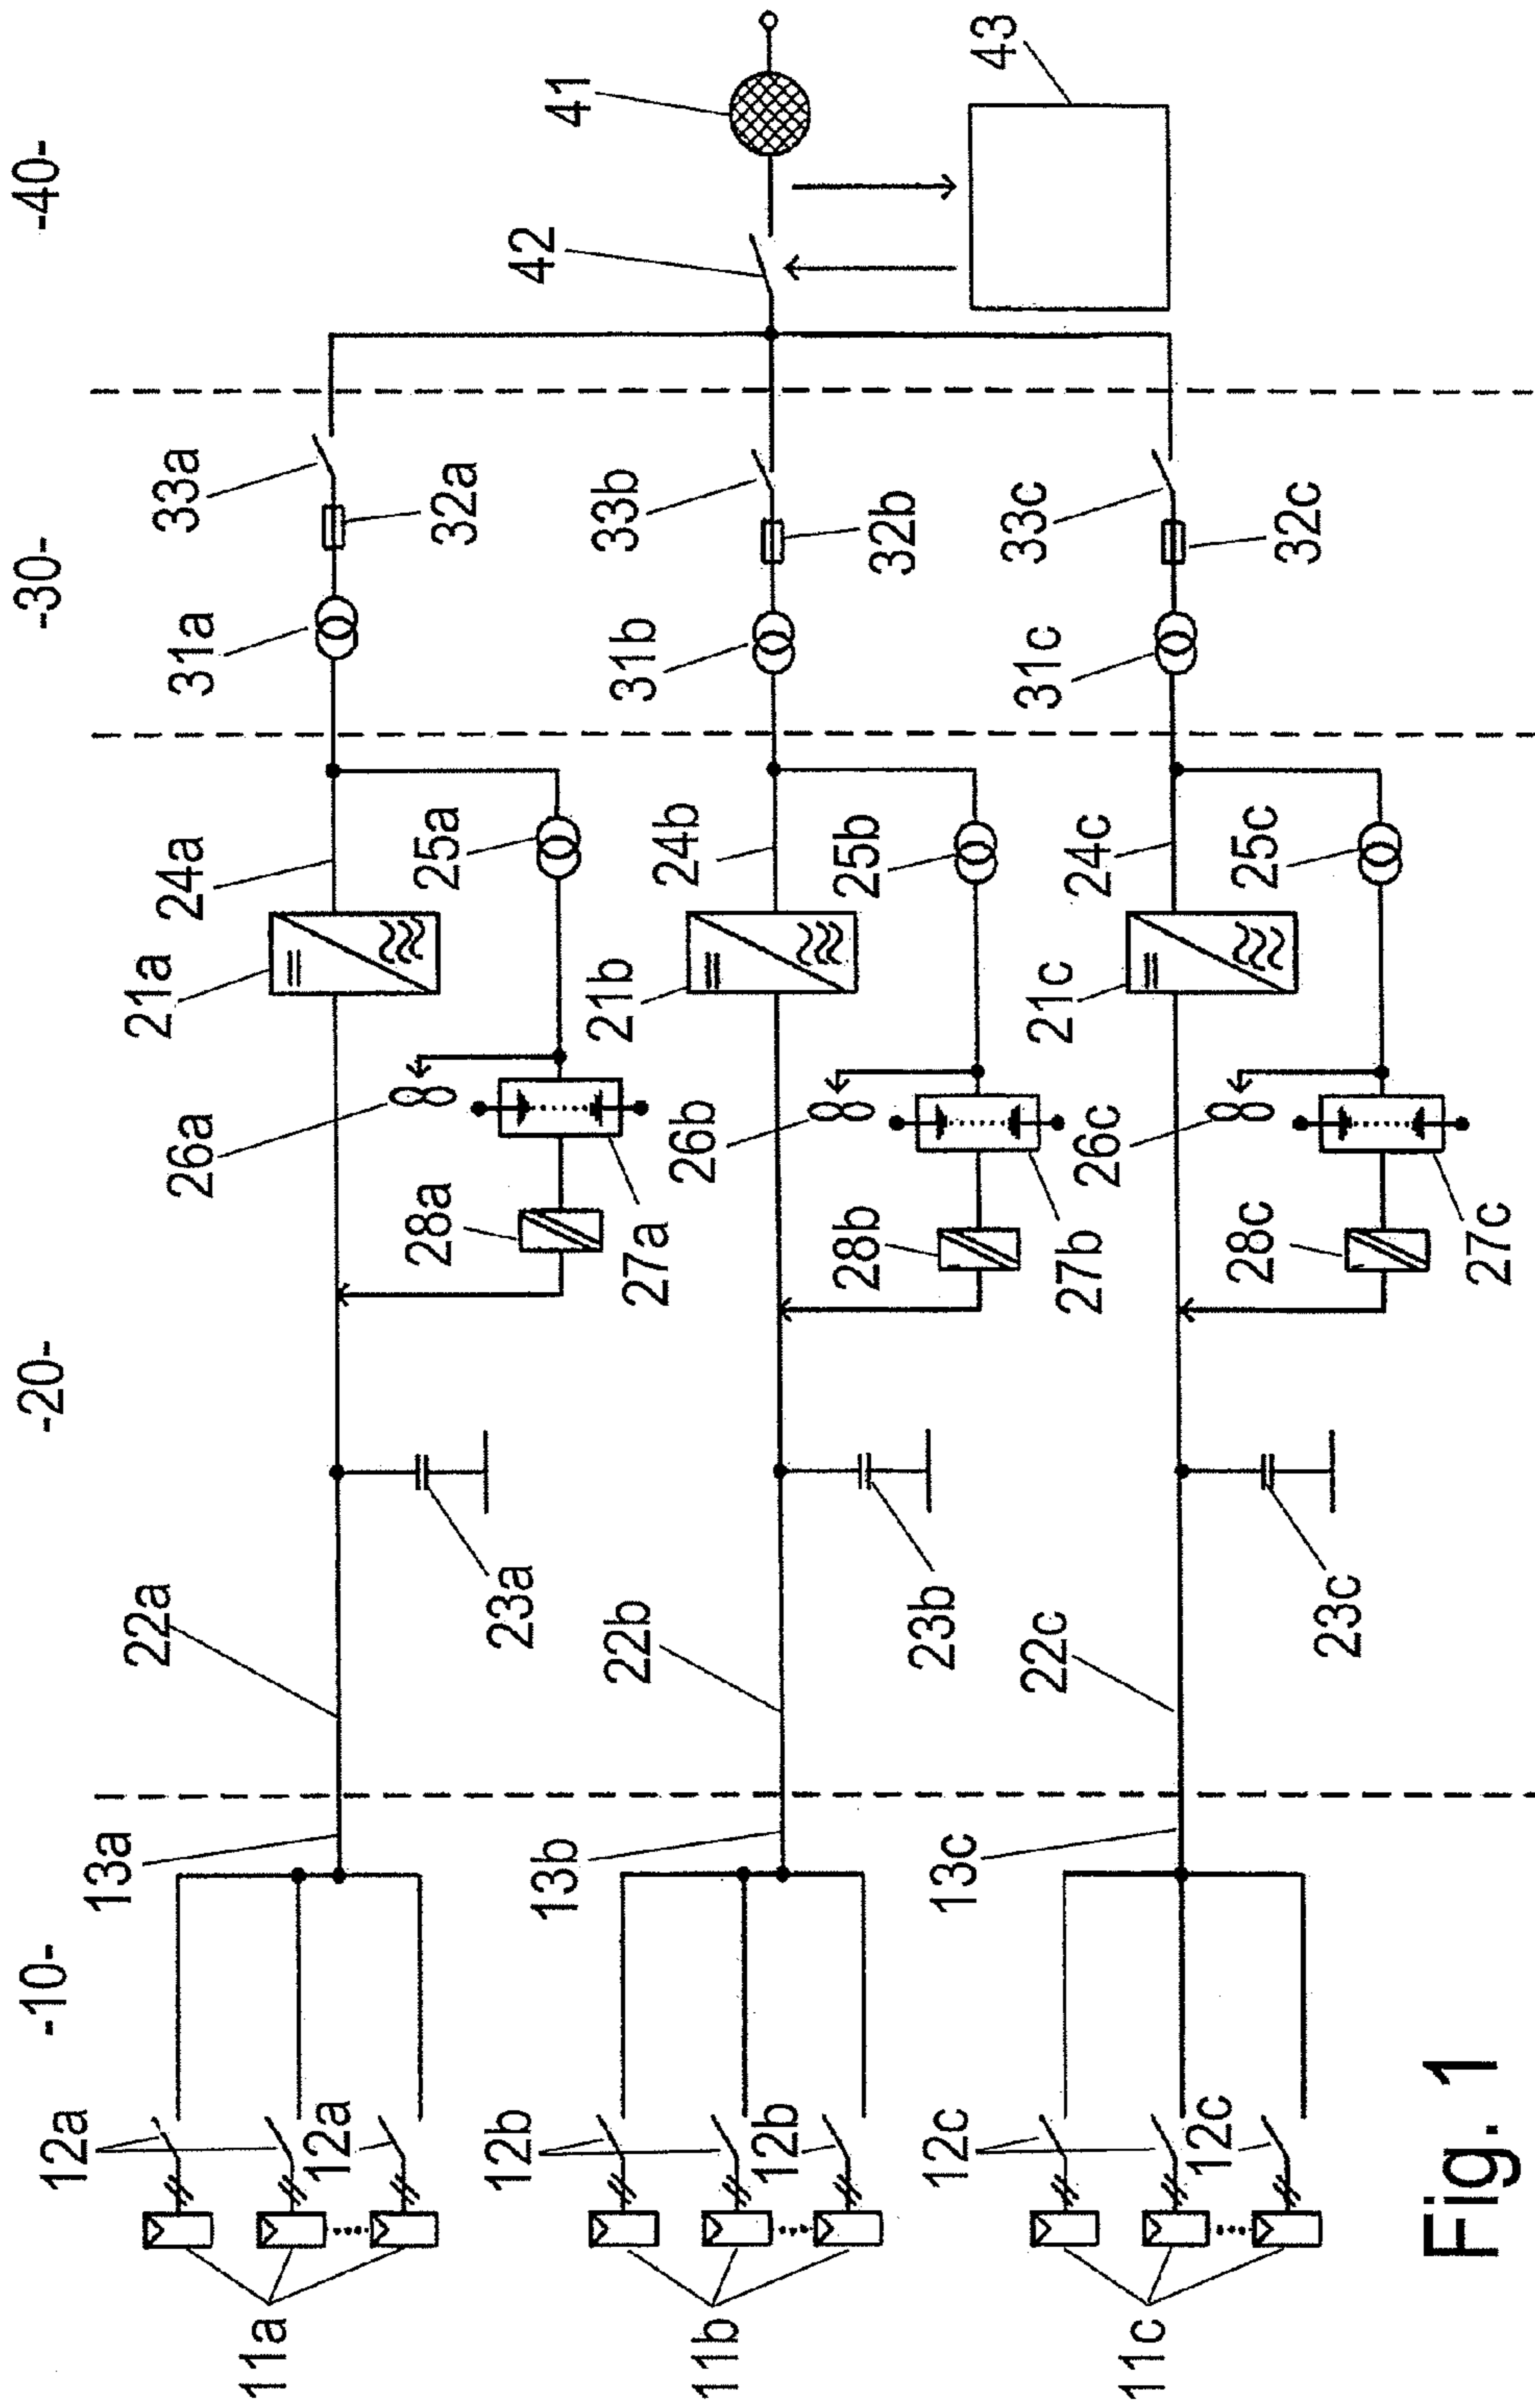 -10- -20- -30- -40-
12a
13a
22a
21a
33a
26a
24a
31a
11a
12a
28a
25a
32a
23a
12b
42
13b
41
21b
33b
22b
31b
27a
24b
26b
11b
12b
28b
25b
32b
23b
12c
13c
43
33c
31c
22c
21c
27b
24c
26c
11c
12c
28c
25c
32c
23c
27c
Fig. 1